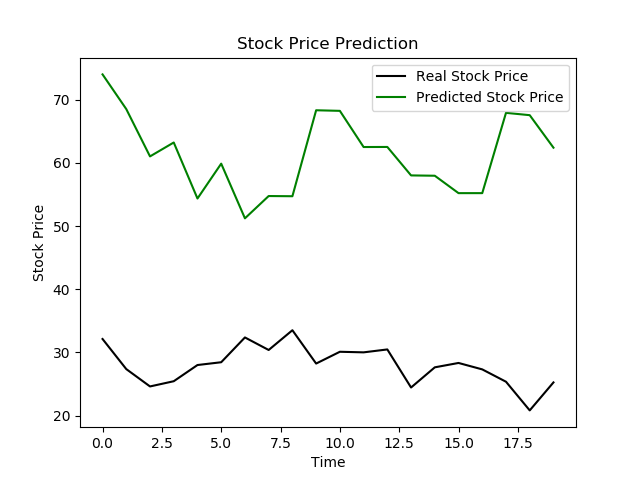 Stock Price Prediction
Real Stock Price
Predicted Stock Price
Stock Price
70
60
50
40
30
20
0.0 2.5 5.0 7.5 10.0 12.5 15.0 17.5
Time